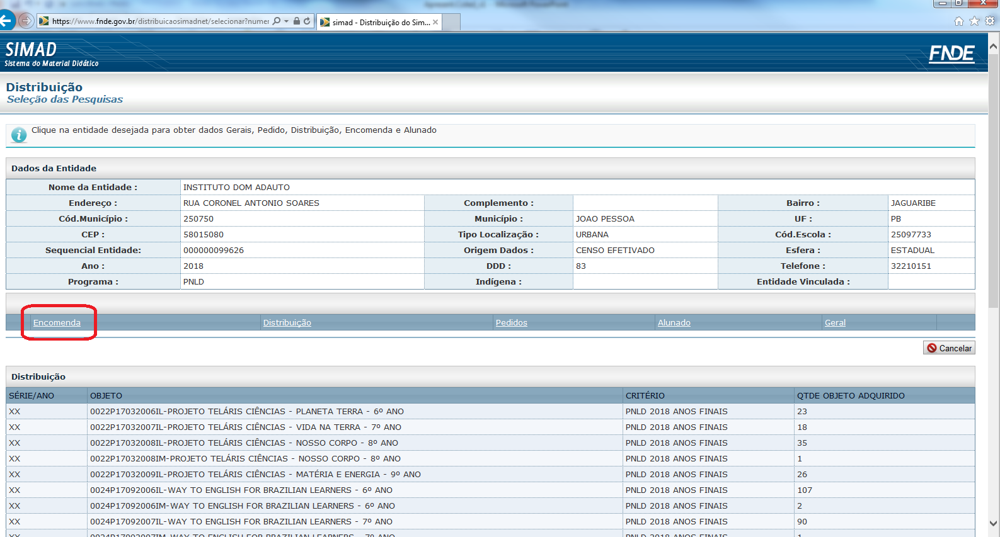 https://www.fnde.gov.br/distribuicaosimadnet/selecionar?numer
simad - Distribuição do Sim...
SIMAD
Sistema do Material Didático
FNDE
Distribuição
Seleção das Pesquisas
Clique na entidade desejada para obter dados Gerais, Pedido, Distribuição, Encomenda e Alunado
Dados da Entidade
Nome da Entidade : INSTITUTO DOM ADAUTO
Endereço : RUA CORONEL ANTONIO SOARES Complemento : Bairro : JAGUARIBE
Cód.Município : 250750 Município : JOAO PESSOA UF : PB
CEP : 58015080 Tipo Localização : URBANA Cód.Escola : 25097733
Sequencial Entidade: 000000099626 Origem Dados : CENSO EFETIVADO Esfera : ESTADUAL
Ano : 2018 DDD : 83 Telefone : 32210151
Programa : PNLD Indígena : Entidade Vinculada :
Encomenda Distribuição Pedidos Alunado Geral
Cancelar
Distribuição
SÉRIE/ANO OBJETO CRITÉRIO QTDE OBJETO ADQUIRIDO
XX 0022P17032006IL-PROJETO TELÁRIS CIÊNCIAS - PLANETA TERRA - 6º ANO PNLD 2018 ANOS FINAIS 23
XX 0022P17032007IL-PROJETO TELÁRIS CIÊNCIAS - VIDA NA TERRA - 7º ANO PNLD 2018 ANOS FINAIS 18
XX 0022P17032008IL-PROJETO TELÁRIS CIÊNCIAS - NOSSO CORPO - 8º ANO PNLD 2018 ANOS FINAIS 35
XX 0022P17032008IM-PROJETO TELÁRIS CIÊNCIAS - NOSSO CORPO - 8º ANO PNLD 2018 ANOS FINAIS 1
XX 0022P17032009IL-PROJETO TELÁRIS CIÊNCIAS - MATÉRIA E ENERGIA - 9º ANO PNLD 2018 ANOS FINAIS 26
XX 0024P17092006IL-WAY TO ENGLISH FOR BRAZILIAN LEARNERS - 6º ANO PNLD 2018 ANOS FINAIS 107
XX 0024P17092006IM-WAY TO ENGLISH FOR BRAZILIAN LEARNERS - 6º ANO PNLD 2018 ANOS FINAIS 2
XX 0024P17092007IL-WAY TO ENGLISH FOR BRAZILIAN LEARNERS - 7º ANO PNLD 2018 ANOS FINAIS 90
XX 0024P17092007IM-WAY TO ENGLISH FOR BRAZILIAN LEARNERS - 7º ANO PNLD 2018 ANOS FINAIS 1